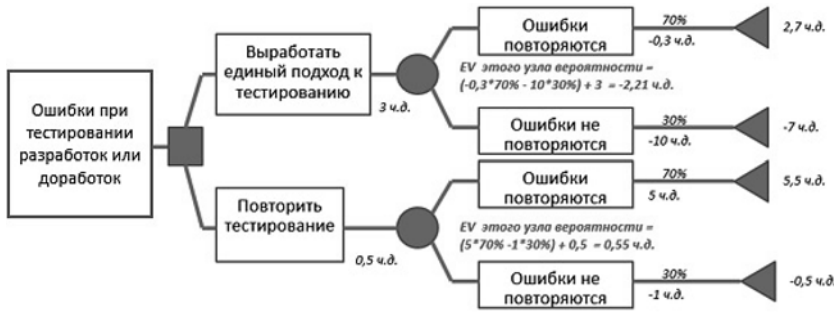 Ошибки при
тестировании
разработок или
доработок
Выработать
единый подход к
тестированию
3 ч.д.
Ошибки
повторяются
70%
-0,3 ч.д.
2,7 ч.д.
EV этого узла вероятности =
(-0,3*70% - 10*30%) + 3 = -2,21 ч.д.
Ошибки не
повторяются
30%
-10 ч.д.
-7 ч.д.
Повторить
тестирование
0,5 ч.д.
Ошибки
повторяются
70%
5 ч.д.
5,5 ч.д.
EV этого узла вероятности =
(5*70% -1*30%) + 0,5 = 0,55 ч.д.
Ошибки не
повторяются
30%
-1 ч.д.
-0,5 ч.д.